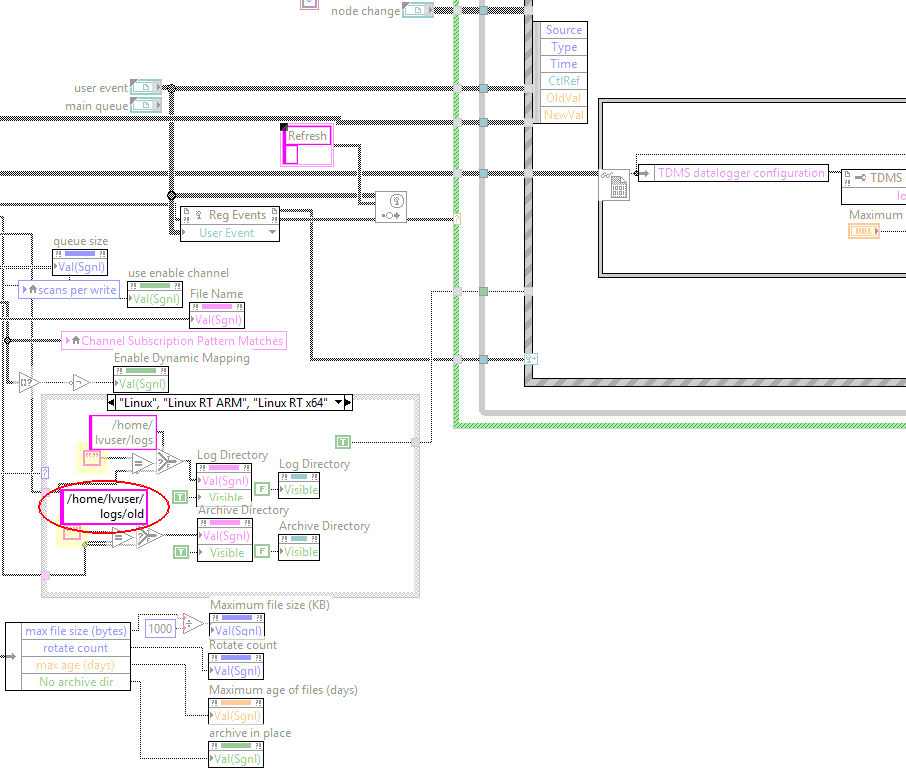 node change
Source
Type
Time
CtlRef
OldVal
NewVal
user event
main queue
Refresh
TDMS datalogger configuration
TDMS
Maximum
DBL
Reg Events
User Event
queue size
Val(Sgnl)
scans per write
use enable channel
Val(Sgnl)
File Name
Val(Sgnl)
Channel Subscription Pattern Matches
Enable Dynamic Mapping
Val(Sgnl)
"Linux", "Linux RT ARM", "Linux RT x64"
/home/
lvuser/logs
T
Log Directory
Val(Sgnl)
T
Visible
F
Log Directory
Visible
/home/lvuser/
logs/old
Archive Directory
Val(Sgnl)
T
Visible
F
Archive Directory
Visible
Maximum file size (KB)
max file size (bytes)
1000
Val(Sgnl)
rotate count
Rotate count
Val(Sgnl)
max age (days)
No archive dir
Maximum age of files (days)
Val(Sgnl)
archive in place
Val(Sgnl)